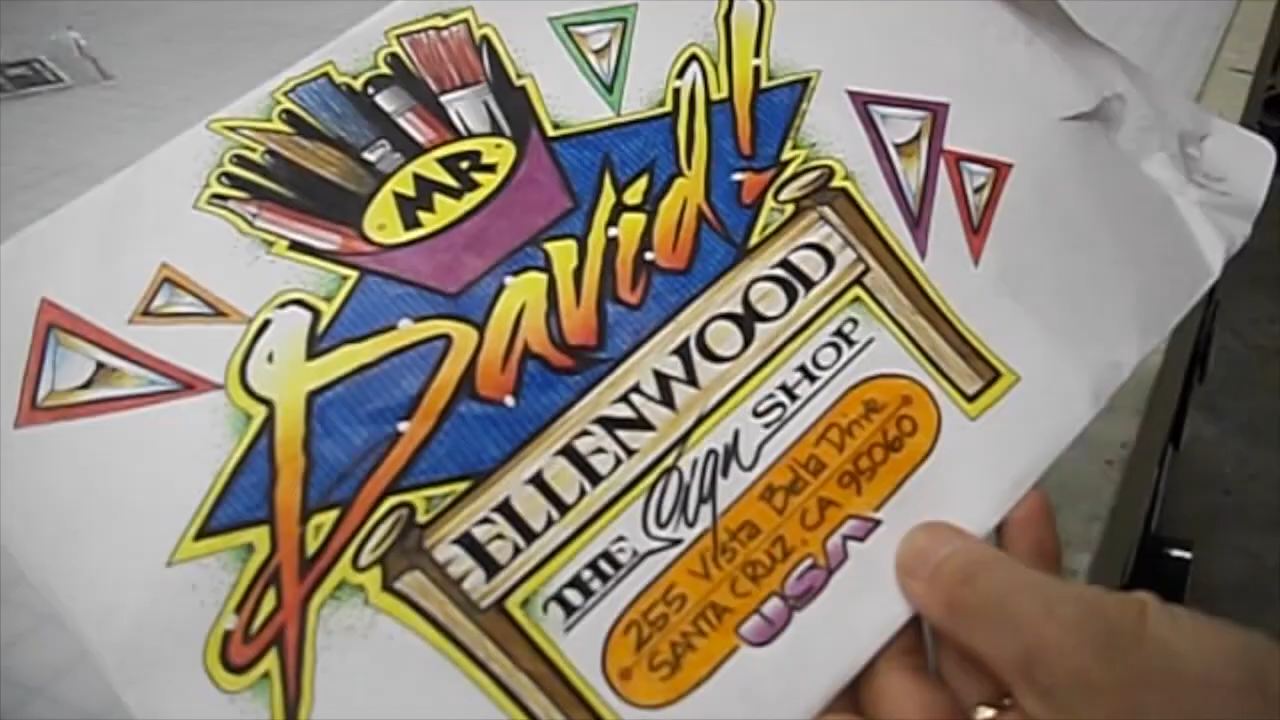 MR
David!
ELLENWOOD
THE Sign SHOP
255 Vista Bella Drive
SANTA CRUZ, CA 95060
USA